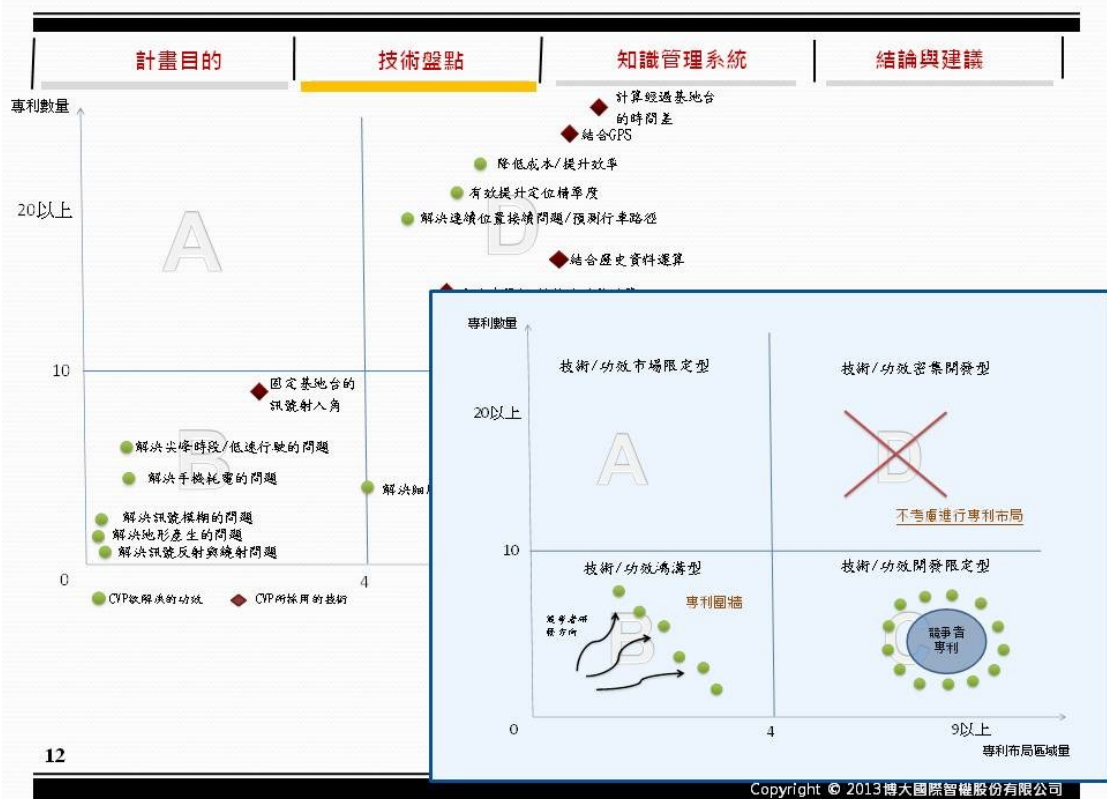 計畫目的
技術盤點
知識管理系統
結論與建議
專利數量
計算經過基地台
的時間差
結合GPS
降低成本/提升效率
有效提升定位精準度
20以上
解決連續位置接續問題/預測行車路徑
A
D
結合歷史資料運算
10
固定基地台的
訊號射入角
解決尖峰時段/低速行駛的問題
B
解決手機耗電的問題
解決訊號模糊的問題
解決地形產生的問題
解決訊號反射與繞射問題
0
4
CVP欲解決的功效
CVP所採用的技術
專利數量
技術/功效市場限定型
技術/功效密集開發型
20以上
A
D
不考慮進行專利布局
10
技術/功效鴻溝型
技術/功效開發限定型
專利圍牆
競爭者研
發方向
B
C
競爭者
專利
0
4
9以上
專利布局區域量
12
Copyright © 2013博大國際智權股份有限公司